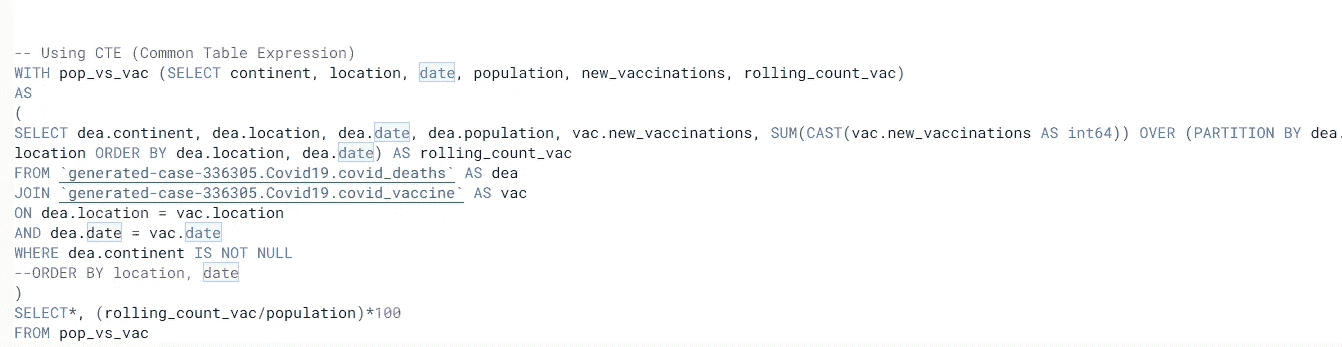 -- Using CTE (Common Table Expression)
WITH pop_vs_vac (SELECT continent, location, date, population, new_vaccinations, rolling_count_vac)
AS
(
SELECT dea.continent, dea.location, dea.date, dea.population, vac.new_vaccinations, SUM(CAST(vac.new_vaccinations AS int64)) OVER (PARTITION BY dea.
location ORDER BY dea.location, dea.date) AS rolling_count_vac
FROM `generated-case-336305.Covid19.covid_deaths` AS dea
JOIN `generated-case-336305.Covid19.covid_vaccine` AS vac
ON dea.location = vac.location
AND dea.date = vac.date
WHERE dea.continent IS NOT NULL
--ORDER BY location, date
)
SELECT*, (rolling_count_vac/population)*100
FROM pop_vs_vac